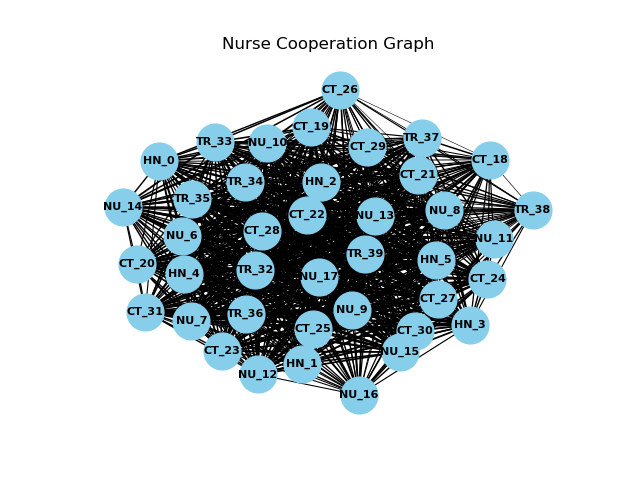 Nurse Cooperation Graph
CT_26
CT_19
TR_37
TR_33
NU_10
CT_29
HN_0
CT_18
CT_21
TR_34
HN_2
TR_35
NU_14
NU_8
TR_38
CT_22
NU_13
CT_28
NU_6
NU_11
TR_39
HN_5
CT_20
TR_32
HN_4
NU_17
CT_24
CT_27
NU_9
CT_31
TR_36
NU_7
HN_3
CT_25
CT_30
CT_23
NU_15
HN_1
NU_12
NU_16